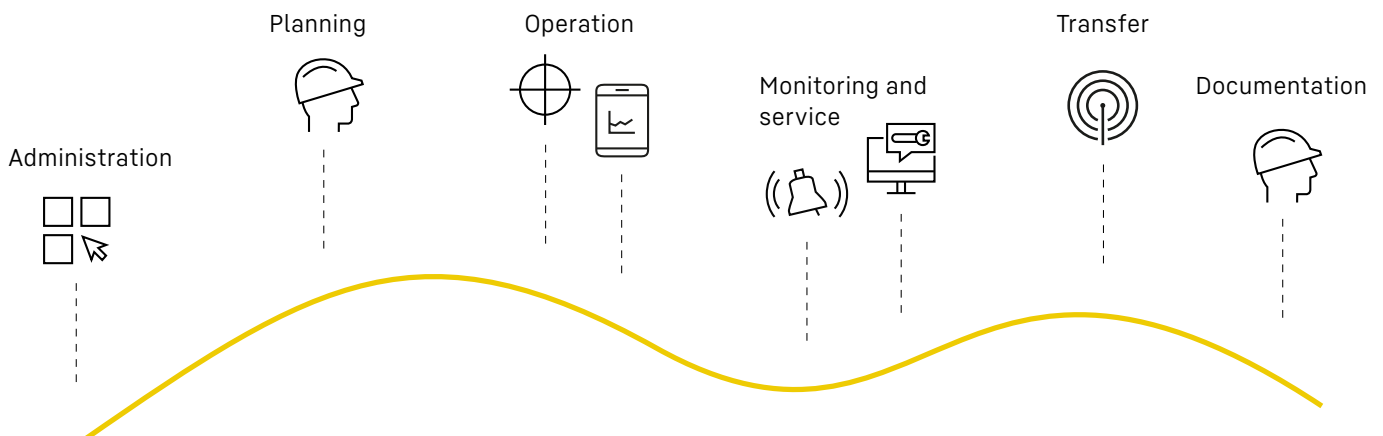 Administration
Planning
Operation
Monitoring and
service
Transfer
Documentation